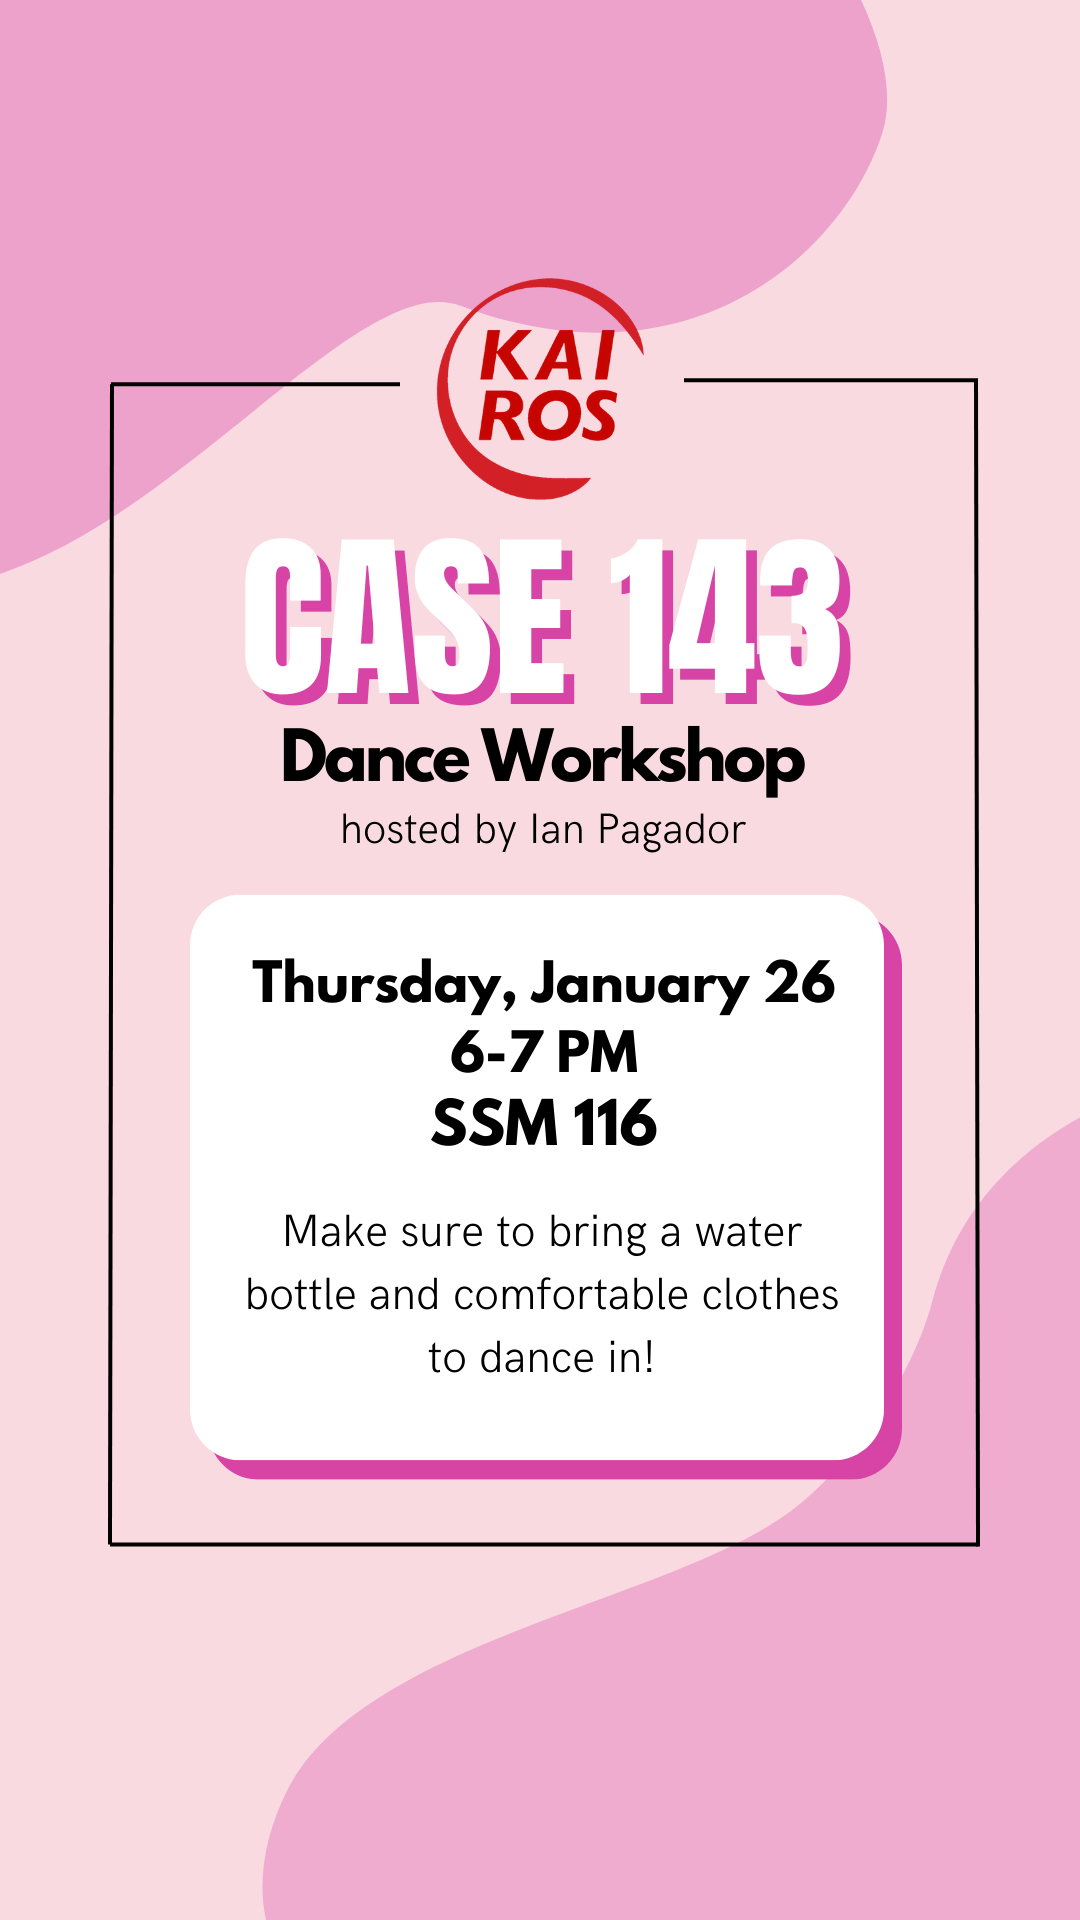 KAI
ROS
CASE 143
Dance Workshop
hosted by Ian Pagador
Thursday, January 26
6-7 PM
SSM 116
Make sure to bring a water
bottle and comfortable clothes
to dance in!